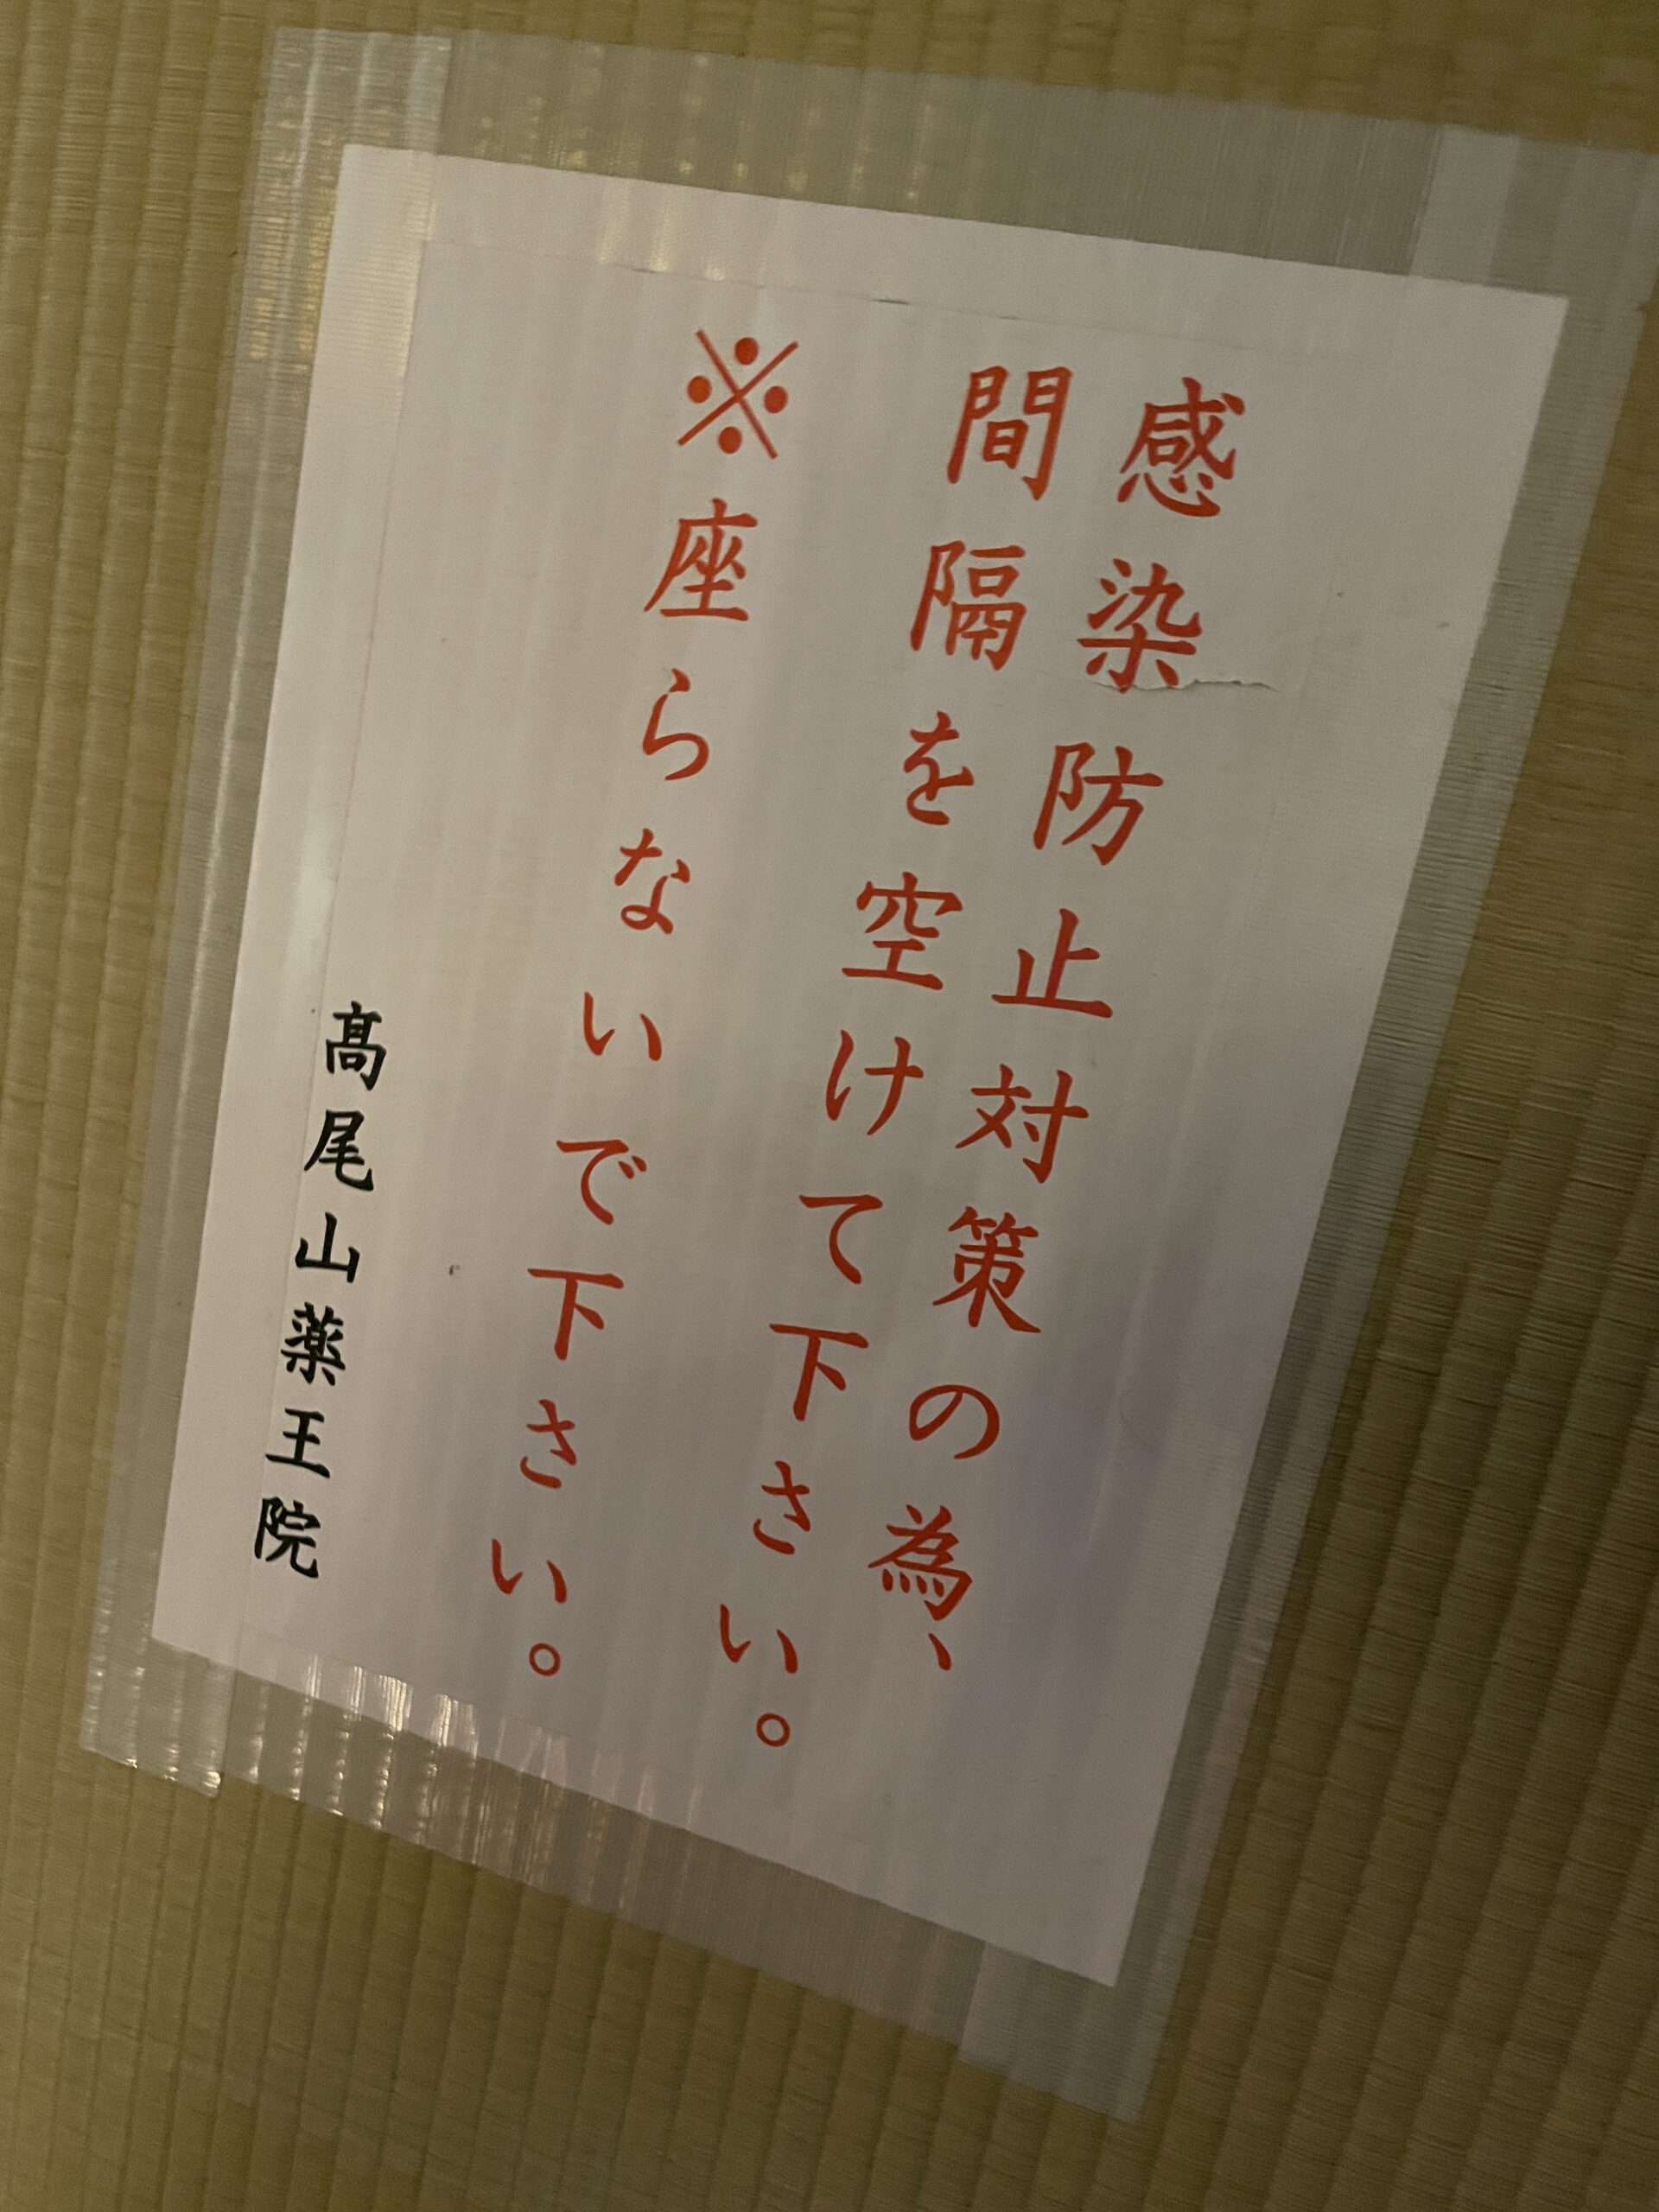 感染防止対策の為、
間隔を空けて下さい。
※座らないで下さい。
髙尾山薬王院